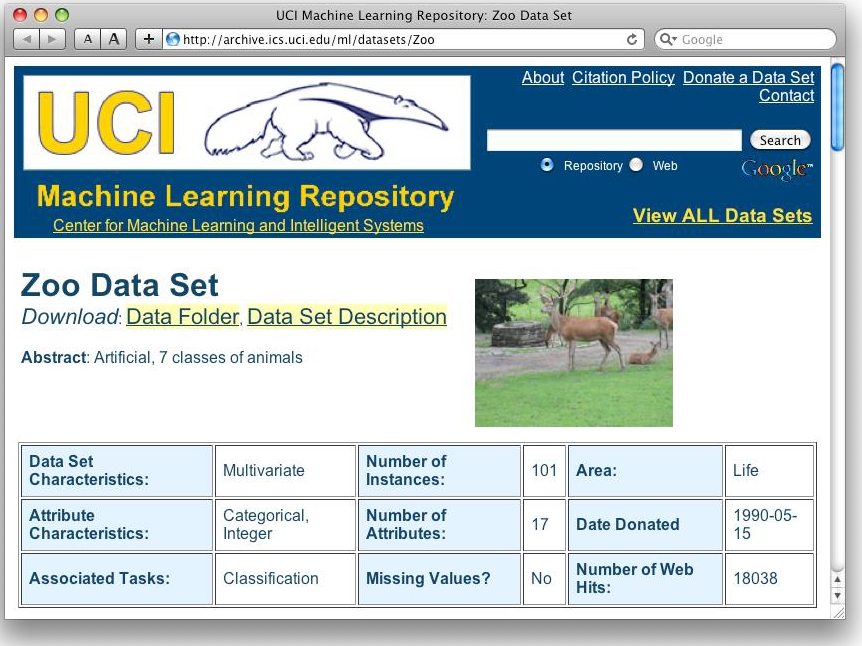 UCI Machine Learning Repository: Zoo Data Set
A A + http://archive.ics.uci.edu/ml/datasets/Zoo Google
UCI
About Citation Policy Donate a Data Set
Contact
Search
Repository Web
Google™
Machine Learning Repository
Center for Machine Learning and Intelligent Systems
View ALL Data Sets
Zoo Data Set
Download: Data Folder, Data Set Description
Abstract: Artificial, 7 classes of animals
Data Set Characteristics: Multivariate Number of Instances: 101 Area: Life
Attribute Characteristics: Categorical, Integer Number of Attributes: 17 Date Donated 1990-05-15
Associated Tasks: Classification Missing Values? No Number of Web Hits: 18038